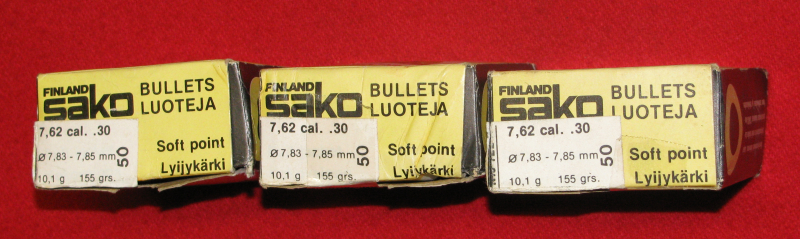 FINLAND
SAKO
BULLETS
LUOTEJA
7,62 cal. .30
Ø 7,83 - 7,85 mm
50
10,1 g 155 grs.
Soft point
Lyijykärki
FINLAND
SAKO
BULLETS
LUOTEJA
7,62 cal. .30
Ø 7,83 - 7,85 mm
50
10,1 g 155 grs.
Soft point
Lyijykärki
FINLAND
SAKO
BULLETS
LUOTEJA
7,62 cal. .30
Ø 7,83 - 7,85 mm
50
10,1 g 155 grs.
Soft point
Lyijykärki